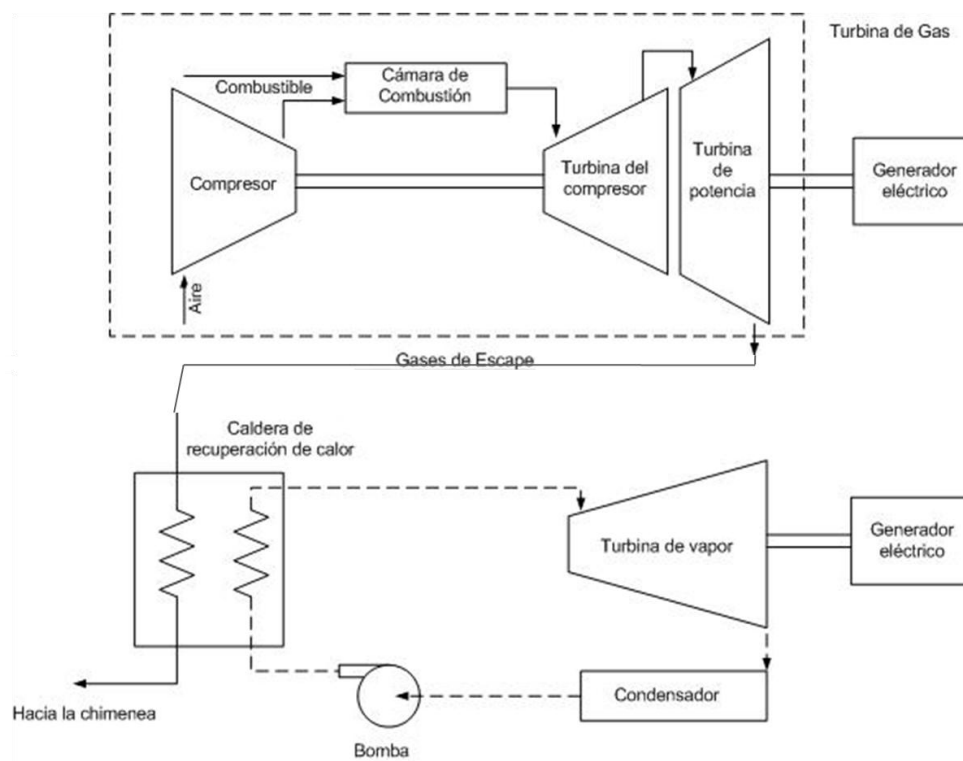 Turbina de Gas
Combustible
Cámara de
Combustión
Compresor
Turbina del
compresor
Turbina
de
potencia
Generador
eléctrico
Aire
Gases de Escape
Caldera de
recuperación de calor
Turbina de vapor
Generador
eléctrico
Condensador
Hacia la chimenea
Bomba